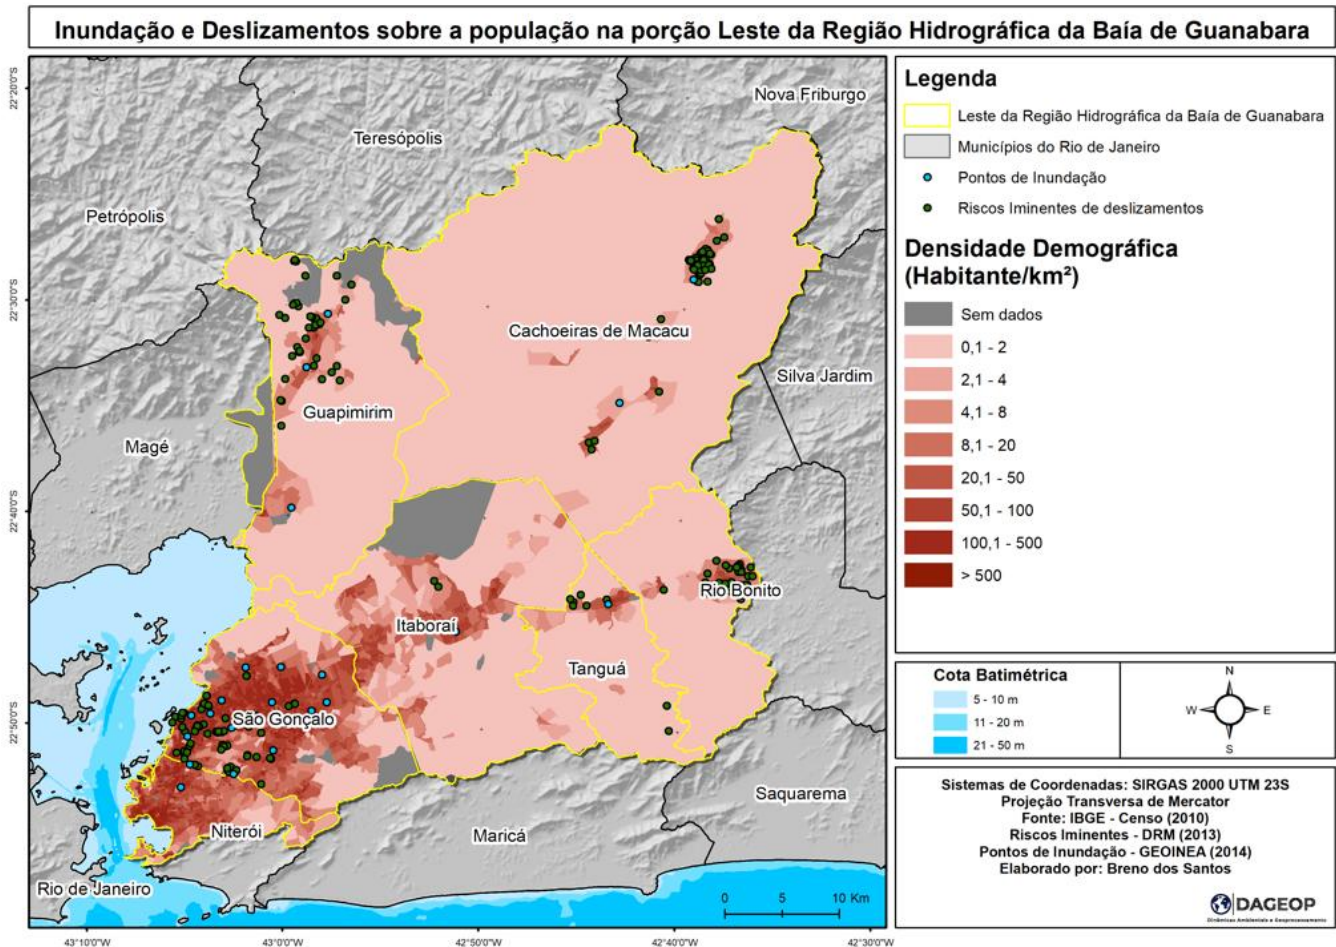 Inundação e Deslizamentos sobre a população na porção Leste da Região Hidrográfica da Baía de Guanabara
22°20'0"S
22°30'0"S
22°40'0"S
22°50'0"S
Nova Friburgo
Teresópolis
Petrópolis
Cachoeiras de Macacu
Silva Jardim
Guapimirim
Magé
Rio Bonito
Itaboraí
Tanguá
São Gonçalo
Saquarema
Niterói
Maricá
Rio de Janeiro
0 5 10 Km
43°10'0"W 43°0'0"W 42°50'0"W 42°40'0"W 42°30'0"W
Legenda
Leste da Região Hidrográfica da Baía de Guanabara
Municípios do Rio de Janeiro
Pontos de Inundação
Riscos Iminentes de deslizamentos
Densidade Demográfica
(Habitante/km²)
Sem dados
0,1 - 2
2,1 - 4
4,1 - 8
8,1 - 20
20,1 - 50
50,1 - 100
100,1 - 500
> 500
Cota Batimétrica
5 - 10 m
11 - 20 m
21 - 50 m
N
W E
S
Sistemas de Coordenadas: SIRGAS 2000 UTM 23S
Projeção Transversa de Mercator
Fonte: IBGE - Censo (2010)
Riscos Iminentes - DRM (2013)
Pontos de Inundação - GEOINEA (2014)
Elaborado por: Breno dos Santos
DAGEOP
Dinâmicas Ambientais e Geoprocessamento